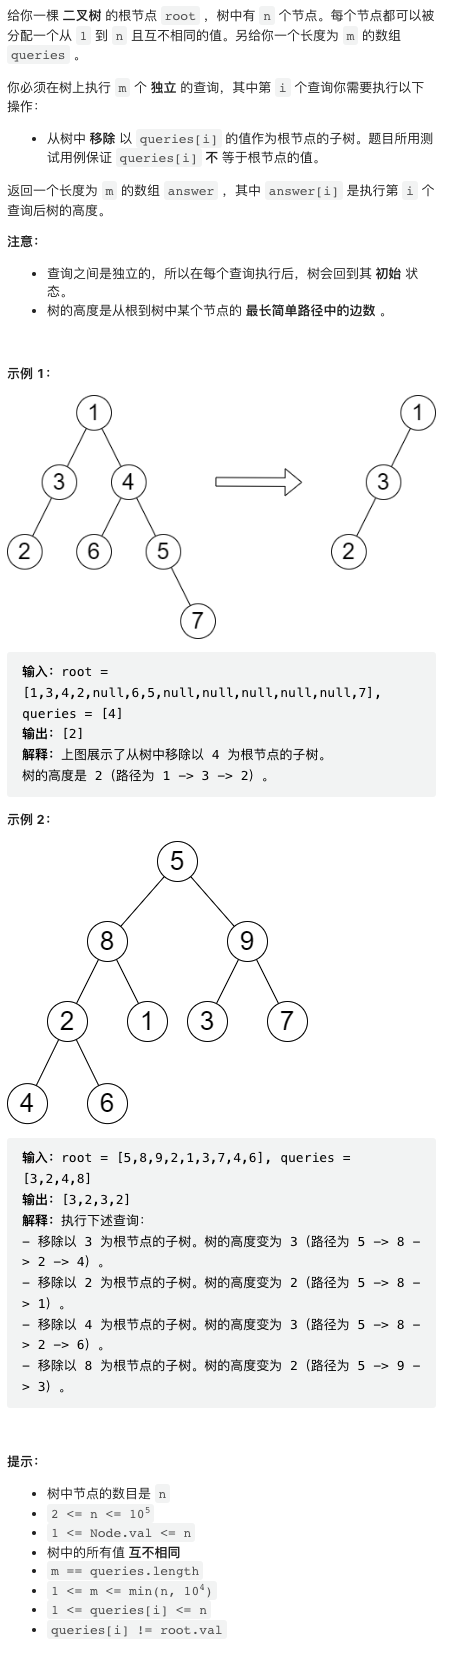 给你一棵 二叉树 的根节点 root ，树中有 n 个节点。每个节点都可以被
分配一个从 1 到 n 且互不相同的值。另给你一个长度为 m 的数组
queries 。
你必须在树上执行 m 个 独立 的查询，其中第 i 个查询你需要执行以下
操作：
• 从树中 移除 以 queries[i] 的值作为根节点的子树。题目所用测
试用例保证 queries[i] 不 等于根节点的值。
返回一个长度为 m 的数组 answer ，其中 answer[i] 是执行第 i 个
查询后树的高度。
注意：
• 查询之间是独立的，所以在每个查询执行后，树会回到其 初始 状
态。
• 树的高度是从根到树中某个节点的 最长简单路径中的边数 。
示例 1：
1 1
3 4 3
2 6 5 2
7
输入：root =
[1,3,4,2,null,6,5,null,null,null,null,null,7],
queries = [4]
输出：[2]
解释：上图展示了从树中移除以 4 为根节点的子树。
树的高度是 2（路径为 1 -> 3 -> 2）。
示例 2：
5
8 9
2 1 3 7
4 6
输入：root = [5,8,9,2,1,3,7,4,6], queries =
[3,2,4,8]
输出：[3,2,3,2]
解释：执行下述查询：
- 移除以 3 为根节点的子树。树的高度变为 3（路径为 5 -> 8 -
> 2 -> 4）。
- 移除以 2 为根节点的子树。树的高度变为 2（路径为 5 -> 8 -
> 1）。
- 移除以 4 为根节点的子树。树的高度变为 3（路径为 5 -> 8 -
> 2 -> 6）。
- 移除以 8 为根节点的子树。树的高度变为 2（路径为 5 -> 9 -
> 3）。
提示：
• 树中节点的数目是 n
• 2 <= n <= 10⁵
• 1 <= Node.val <= n
• 树中的所有值 互不相同
• m == queries.length
• 1 <= m <= min(n, 10⁴)
• 1 <= queries[i] <= n
• queries[i] != root.val